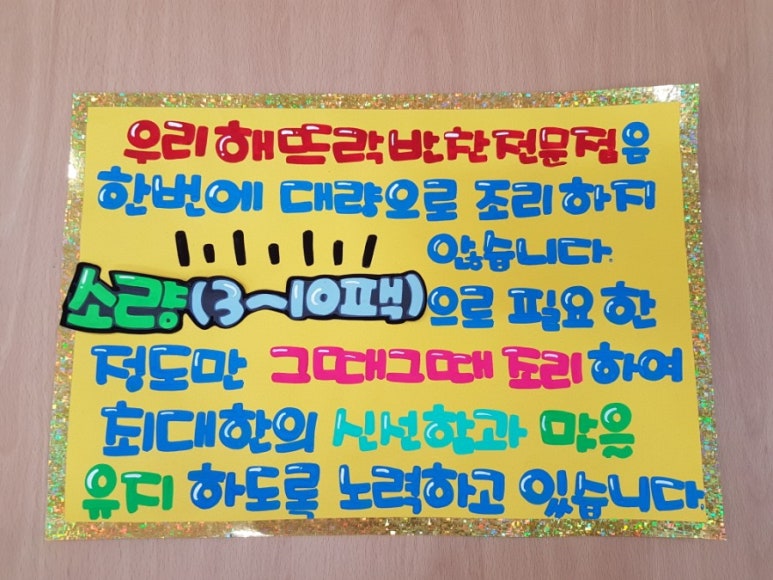 우리 해뜨락 반찬전문점은
한번에 대량으로 조리하지
않습니다.
소량(3~10팩)으로 필요한
정도만 그때그때 조리하여
최대한의 신선함과 맛을
유지 하도록 노력하고 있습니다.